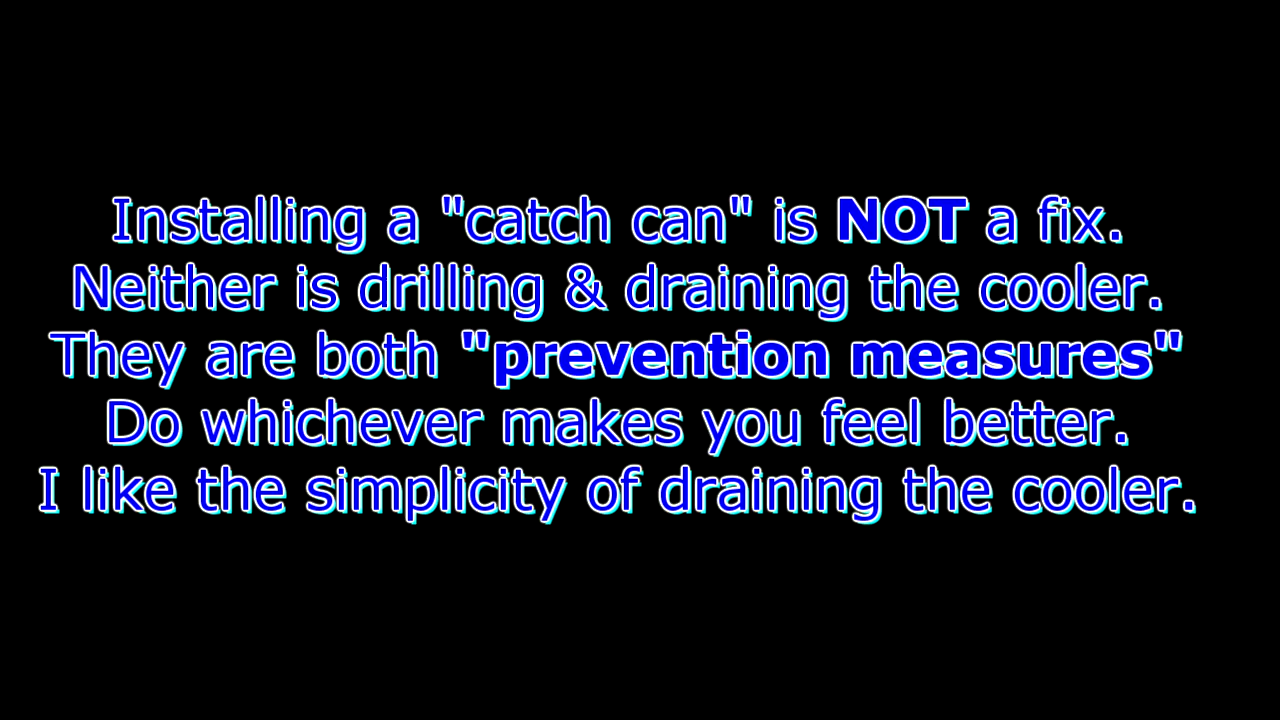 Installing a "catch can" is NOT a fix.
Neither is drilling & draining the cooler.
They are both "prevention measures"
Do whichever makes you feel better.
I like the simplicity of draining the cooler.